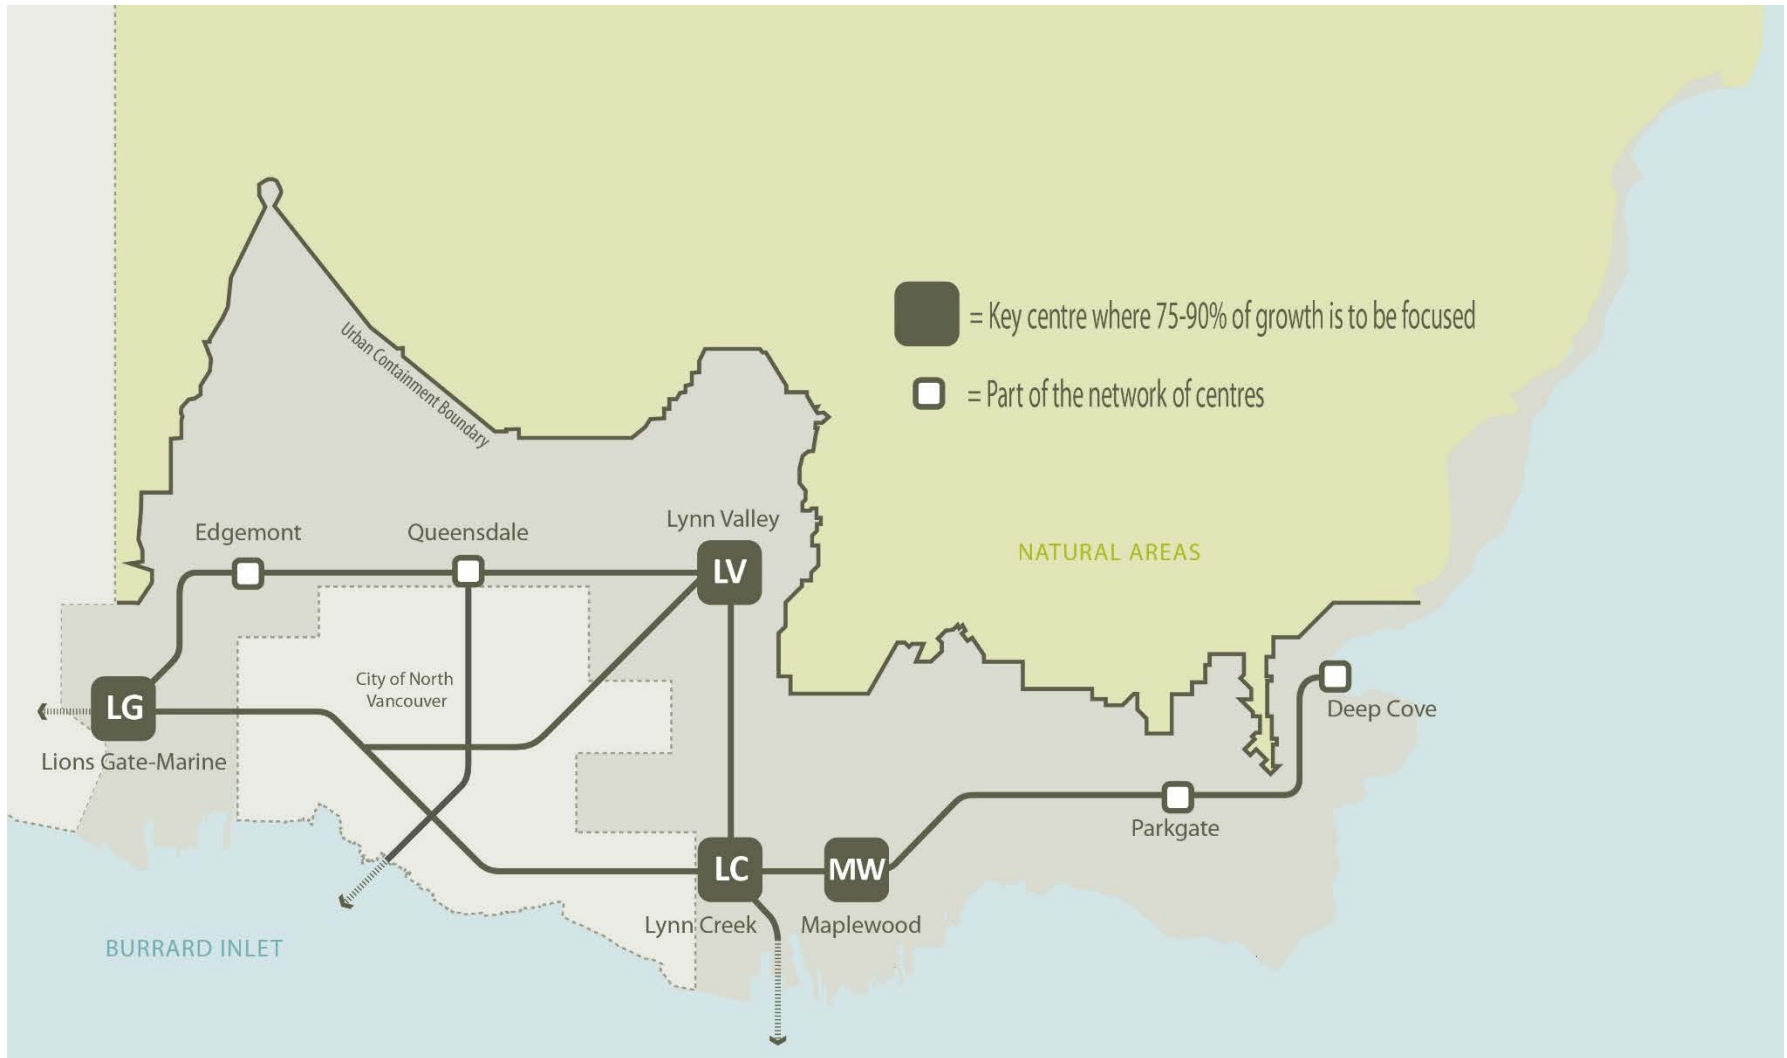 = Key centre where 75-90% of growth is to be focused
= Part of the network of centres
Urban Containment Boundary
Edgemont
Queensdale
Lynn Valley
LV
NATURAL AREAS
City of North
Vancouver
LG
Lions Gate-Marine
Deep Cove
Parkgate
LC
MW
Lynn Creek
Maplewood
BURRARD INLET